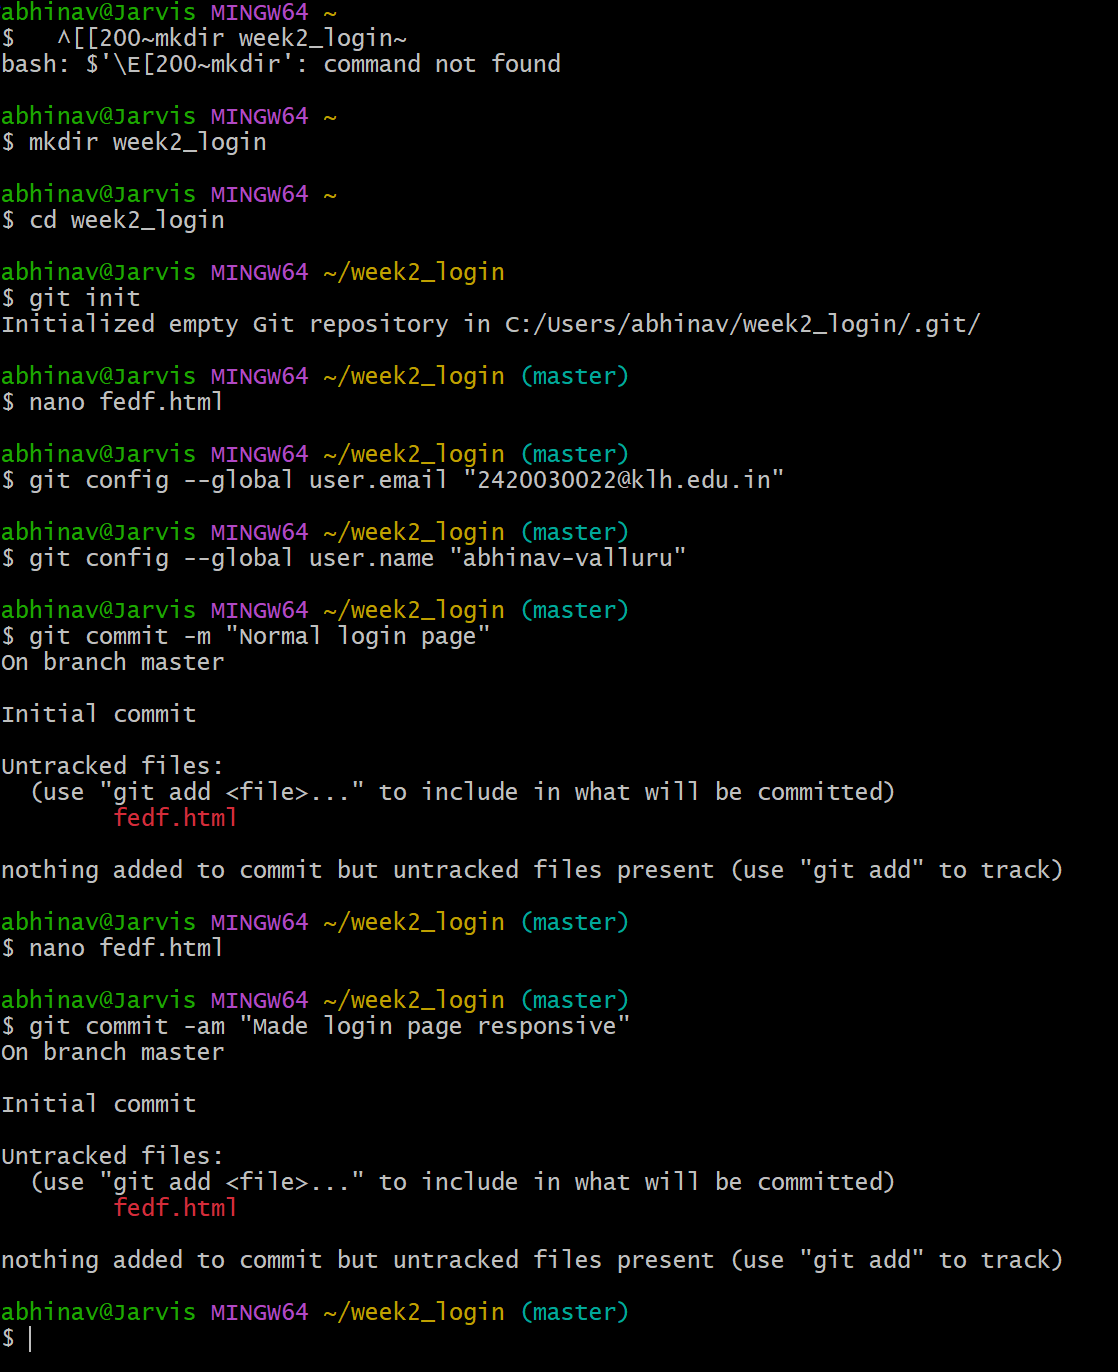 abhinav@Jarvis MINGW64 ~
$   ^[[200~mkdir week2_login~
bash: $'\E[200~mkdir': command not found
abhinav@Jarvis MINGW64 ~
$ mkdir week2_login
abhinav@Jarvis MINGW64 ~
$ cd week2_login
abhinav@Jarvis MINGW64 ~/week2_login
$ git init
Initialized empty Git repository in C:/Users/abhinav/week2_login/.git/
abhinav@Jarvis MINGW64 ~/week2_login (master)
$ nano fedf.html
abhinav@Jarvis MINGW64 ~/week2_login (master)
$ git config --global user.email "2420030022@klh.edu.in"
abhinav@Jarvis MINGW64 ~/week2_login (master)
$ git config --global user.name "abhinav-valluru"
abhinav@Jarvis MINGW64 ~/week2_login (master)
$ git commit -m "Normal login page"
On branch master
Initial commit
Untracked files:
  (use "git add <file>..." to include in what will be committed)
        fedf.html
nothing added to commit but untracked files present (use "git add" to track)
abhinav@Jarvis MINGW64 ~/week2_login (master)
$ nano fedf.html
abhinav@Jarvis MINGW64 ~/week2_login (master)
$ git commit -am "Made login page responsive"
On branch master
Initial commit
Untracked files:
  (use "git add <file>..." to include in what will be committed)
        fedf.html
nothing added to commit but untracked files present (use "git add" to track)
abhinav@Jarvis MINGW64 ~/week2_login (master)
$